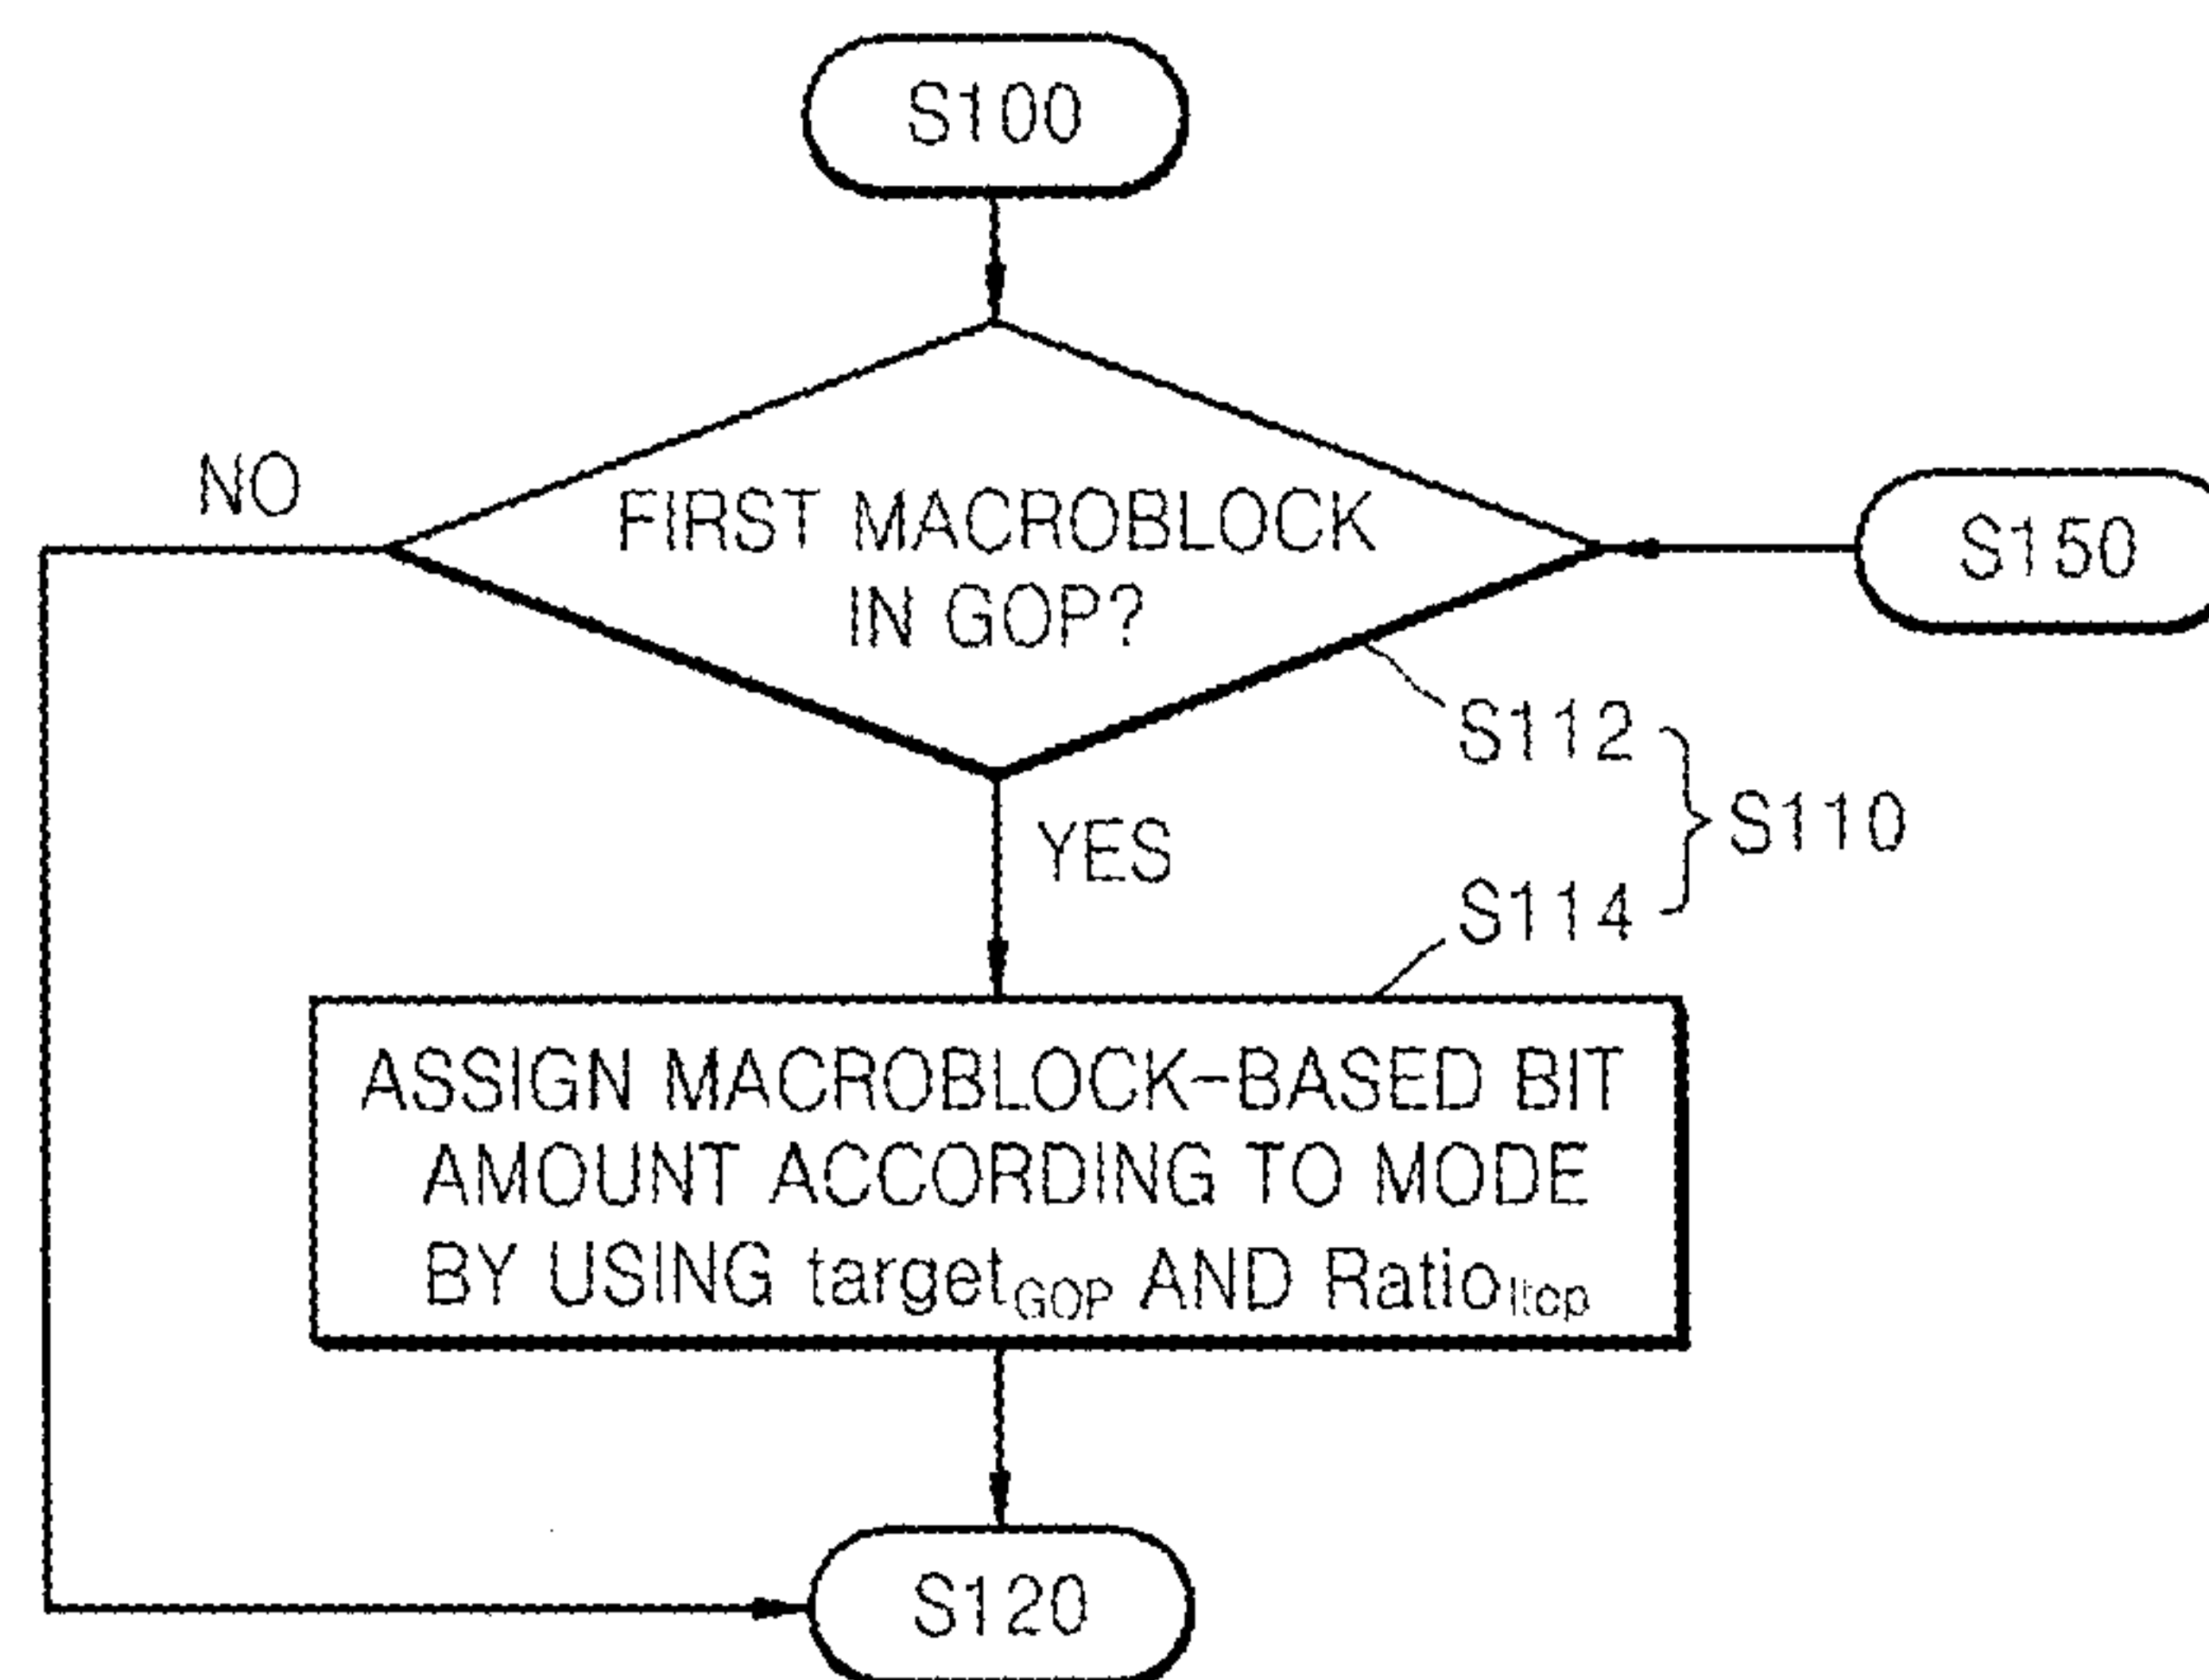 S100
NO
FIRST MACROBLOCK
IN GOP?
S150
S112
S110
YES
S114
ASSIGN MACROBLOCK-BASED BIT
AMOUNT ACCORDING TO MODE
BY USING targetGOP AND RatioItcp
S120